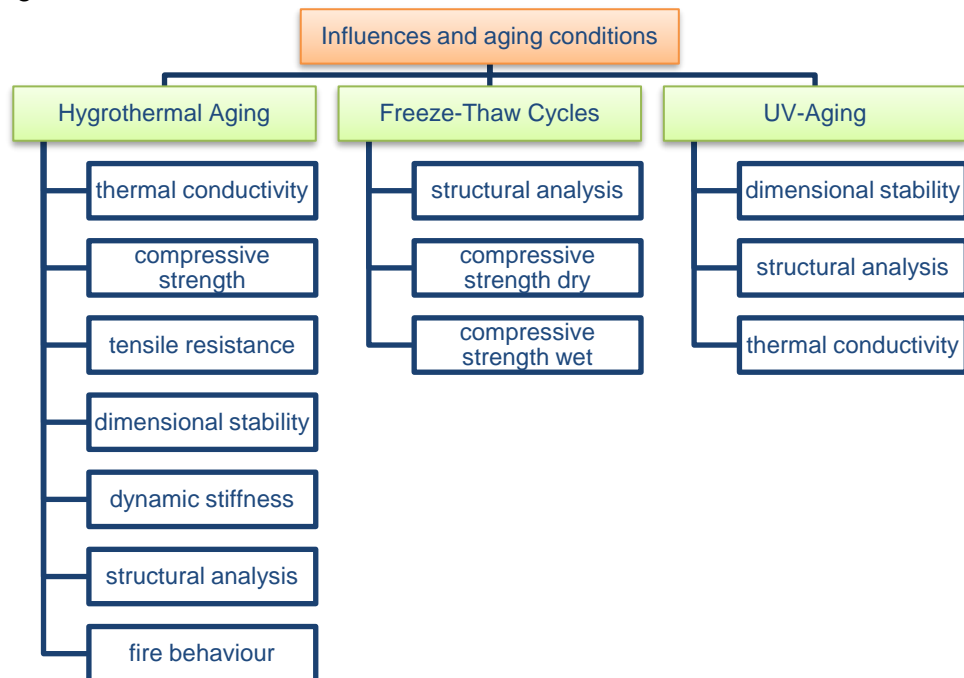 Influences and aging conditions
Hygrothermal Aging
thermal conductivity
compressive
strength
tensile resistance
dimensional stability
dynamic stiffness
structural analysis
fire behaviour
Freeze-Thaw Cycles
structural analysis
compressive
strength dry
compressive
strength wet
UV-Aging
dimensional stability
structural analysis
thermal conductivity